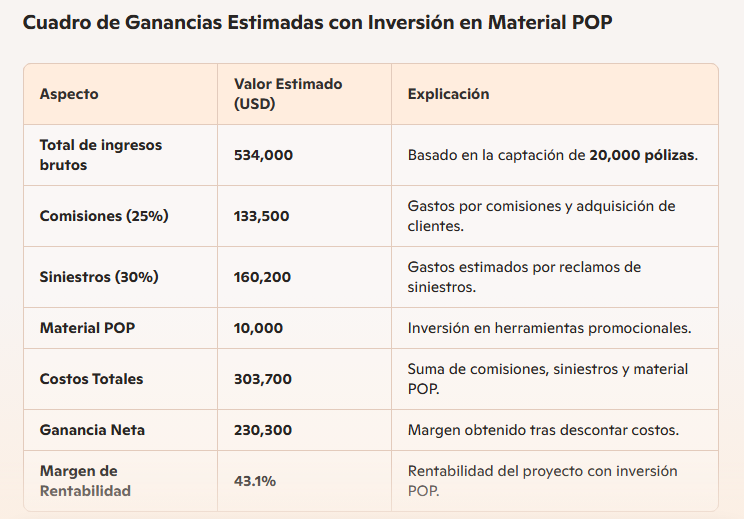 Cuadro de Ganancias Estimadas con Inversión en Material POP
Aspecto
Valor Estimado
(USD)
Explicación
Total de ingresos
brutos
534,000
Basado en la captación de 20,000 pólizas.
Comisiones (25%)
133,500
Gastos por comisiones y adquisición de
clientes.
Siniestros (30%)
160,200
Gastos estimados por reclamos de
siniestros.
Material POP
10,000
Inversión en herramientas promocionales.
Costos Totales
303,700
Suma de comisiones, siniestros y material
POP.
Ganancia Neta
230,300
Margen obtenido tras descontar costos.
Margen de
Rentabilidad
43.1%
Rentabilidad del proyecto con inversión
POP.